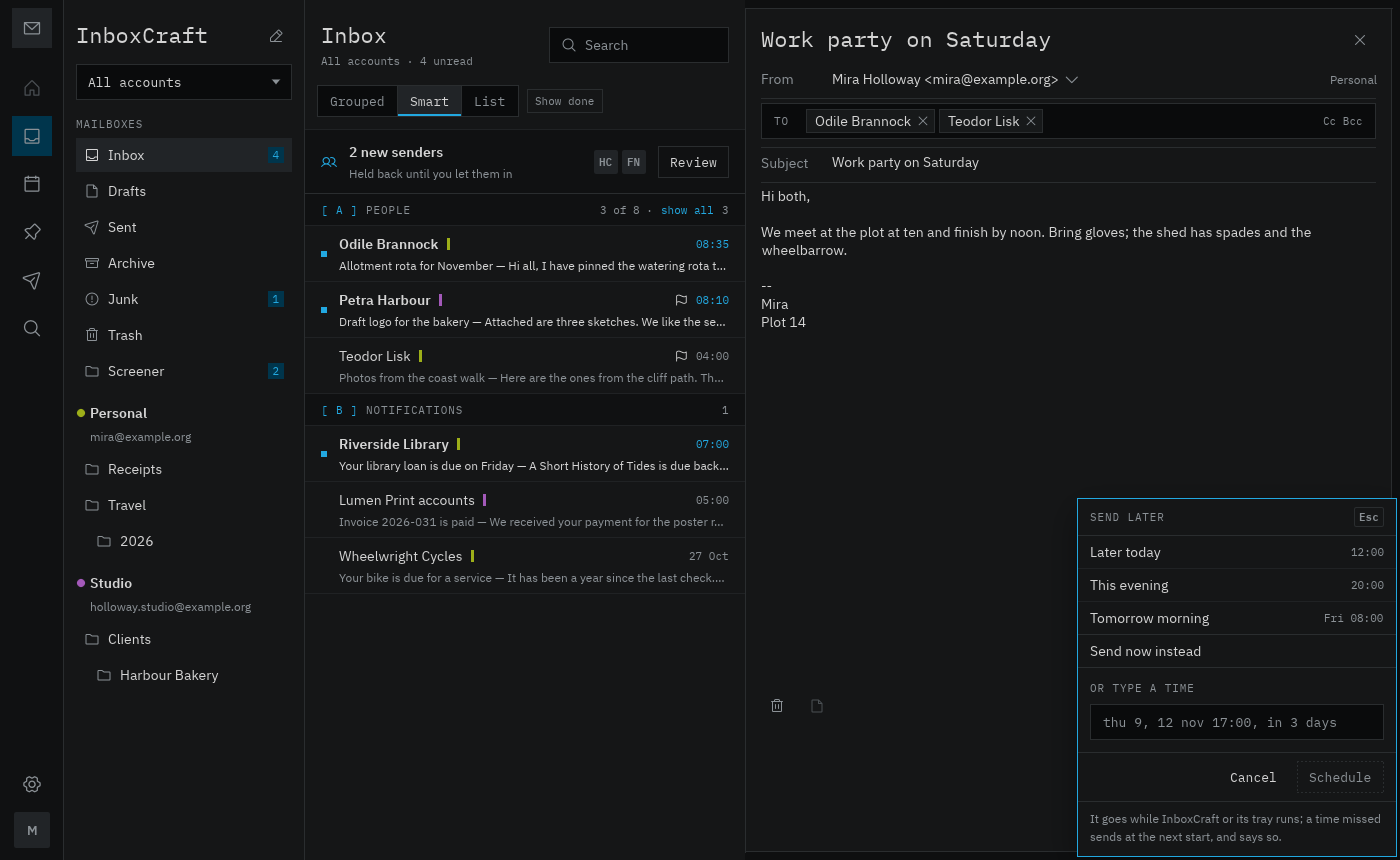 InboxCraft
All accounts
MAILBOXES
Inbox 4
Drafts
Sent
Archive
Junk 1
Trash
Screener 2
Personal
mira@example.org
Receipts
Travel
2026
Studio
holloway.studio@example.org
Clients
Harbour Bakery
M
Inbox
All accounts · 4 unread
Search
Grouped Smart List Show done
2 new senders
Held back until you let them in
HC FN Review
[ A ] PEOPLE 3 of 8 · show all 3
Odile Brannock 08:35
Allotment rota for November — Hi all, I have pinned the watering rota t…
Petra Harbour 08:10
Draft logo for the bakery — Attached are three sketches. We like the se…
Teodor Lisk 04:00
Photos from the coast walk — Here are the ones from the cliff path. Th…
[ B ] NOTIFICATIONS 1
Riverside Library 07:00
Your library loan is due on Friday — A Short History of Tides is due back…
Lumen Print accounts 05:00
Invoice 2026-031 is paid — We received your payment for the poster r…
Wheelwright Cycles 27 Oct
Your bike is due for a service — It has been a year since the last check.…
Work party on Saturday
From Mira Holloway <mira@example.org> Personal
TO Odile Brannock Teodor Lisk Cc Bcc
Subject Work party on Saturday
Hi both,
We meet at the plot at ten and finish by noon. Bring gloves; the shed has spades and the
wheelbarrow.
--
Mira
Plot 14
SEND LATER Esc
Later today 12:00
This evening 20:00
Tomorrow morning Fri 08:00
Send now instead
OR TYPE A TIME
thu 9, 12 nov 17:00, in 3 days
Cancel Schedule
It goes while InboxCraft or its tray runs; a time missed
sends at the next start, and says so.